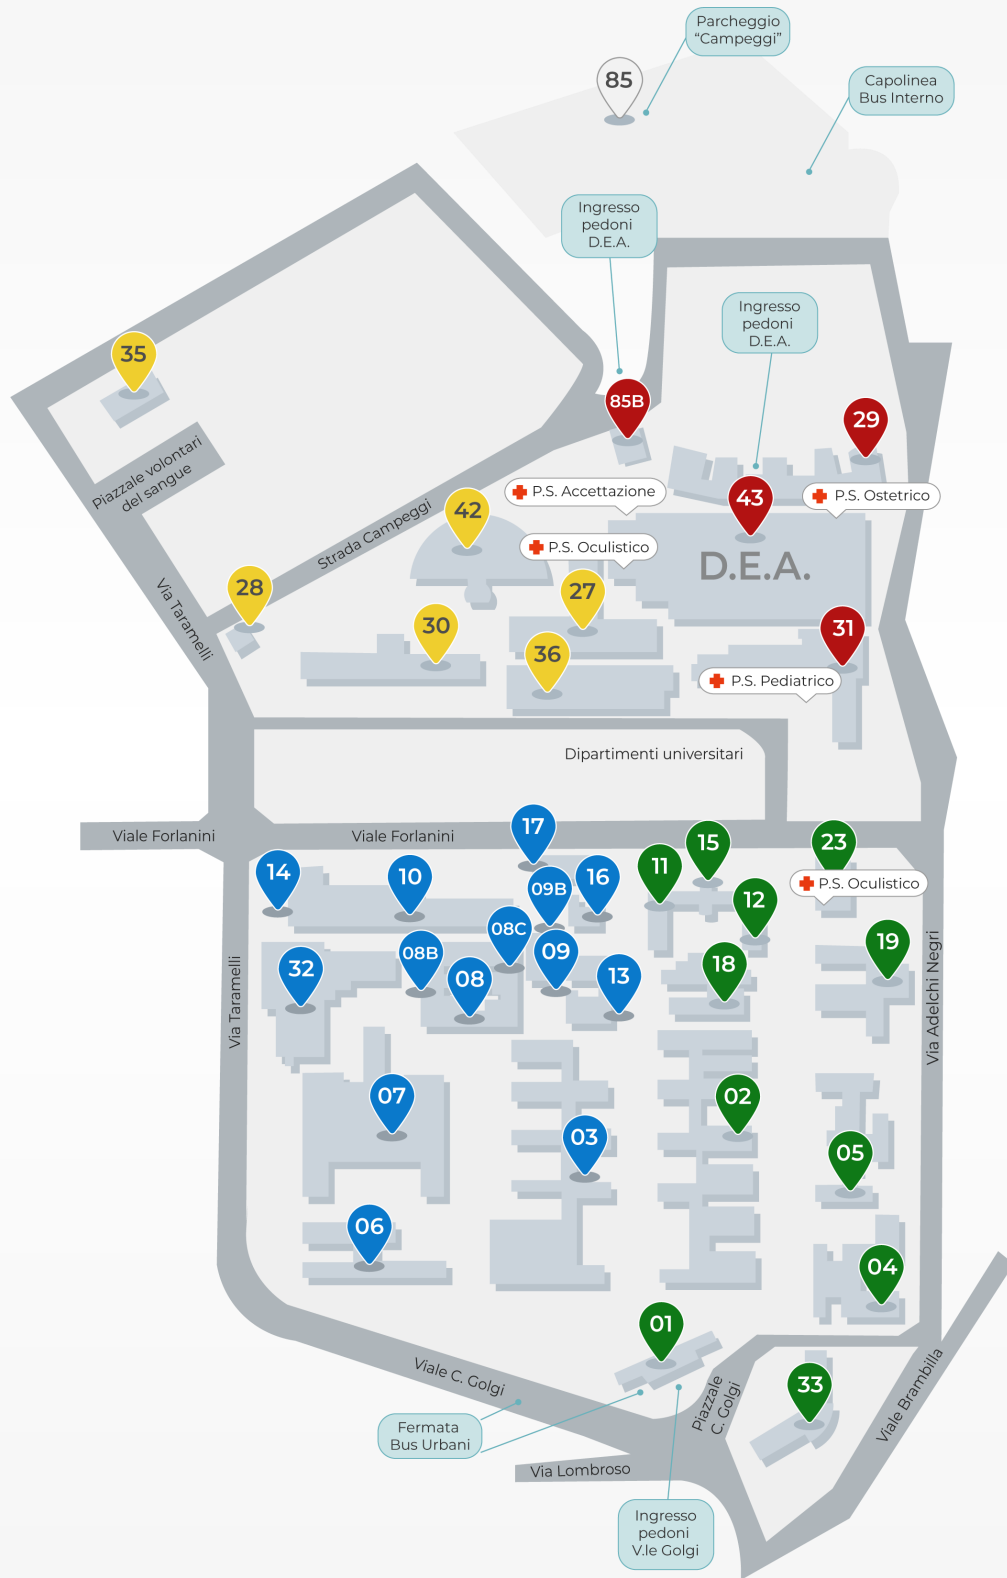 Parcheggio
“Campeggi”
85
Capolinea
Bus Interno
Ingresso
pedoni
D.E.A.
Ingresso
pedoni
D.E.A.
35
85B
29
Piazzale volontari
del sangue
P.S. Accettazione
43
P.S. Ostetrico
42
Strada Campeggi
P.S. Oculistico
D.E.A.
28
27
Via Taramelli
30
31
36
P.S. Pediatrico
Dipartimenti universitari
Viale Forlanini
Viale Forlanini
17
15
23
14
10
09B
16
11
P.S. Oculistico
12
08C
32
08B
08
09
13
18
19
Via Taramelli
Via Adelchi Negri
07
02
03
05
06
04
01
Viale C. Golgi
Piazzale
C. Golgi
33
Viale Brambilla
Fermata
Bus Urbani
Via Lombroso
Ingresso
pedoni
V.le Golgi